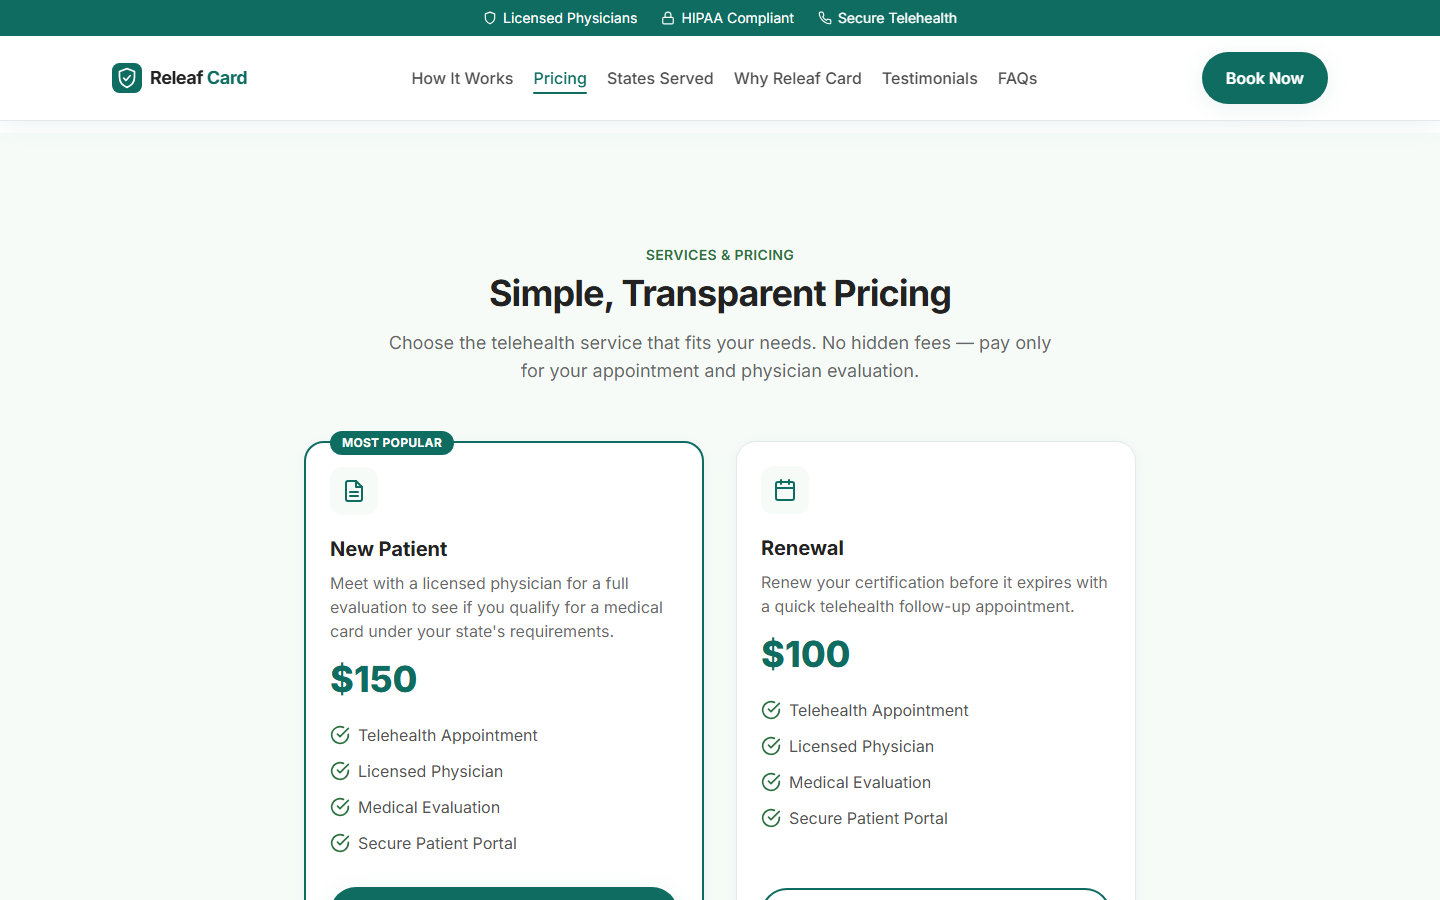 Licensed Physicians HIPAA Compliant Secure Telehealth
Releaf Card How It Works Pricing States Served Why Releaf Card Testimonials FAQs Book Now
SERVICES & PRICING
Simple, Transparent Pricing
Choose the telehealth service that fits your needs. No hidden fees — pay only
for your appointment and physician evaluation.
MOST POPULAR
New Patient
Meet with a licensed physician for a full
evaluation to see if you qualify for a medical
card under your state's requirements.
$150
Telehealth Appointment
Licensed Physician
Medical Evaluation
Secure Patient Portal
Renewal
Renew your certification before it expires with
a quick telehealth follow-up appointment.
$100
Telehealth Appointment
Licensed Physician
Medical Evaluation
Secure Patient Portal